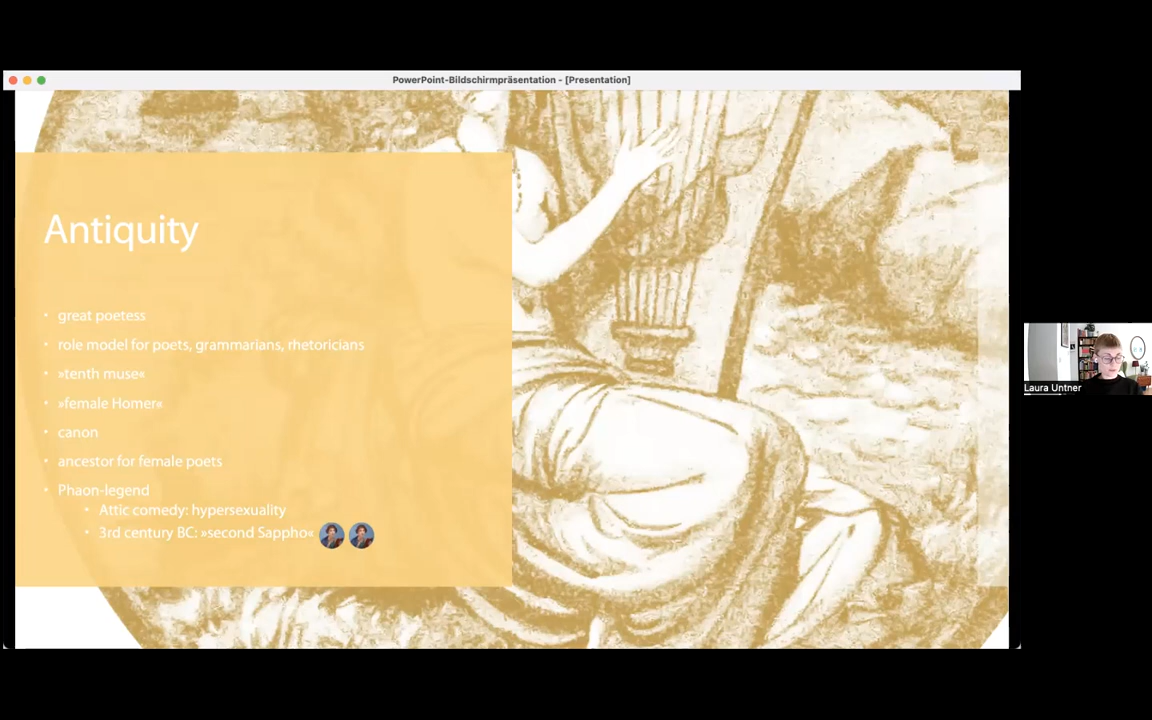 PowerPoint-Bildschirmpräsentation - [Presentation]
Antiquity
• great poetess
• role model for poets, grammarians, rhetoricians
• »tenth muse«
• »female Homer«
• canon
• ancestor for female poets
• Phaon-legend
• Attic comedy: hypersexuality
• 3rd century BC: »second Sappho«
Laura Untner